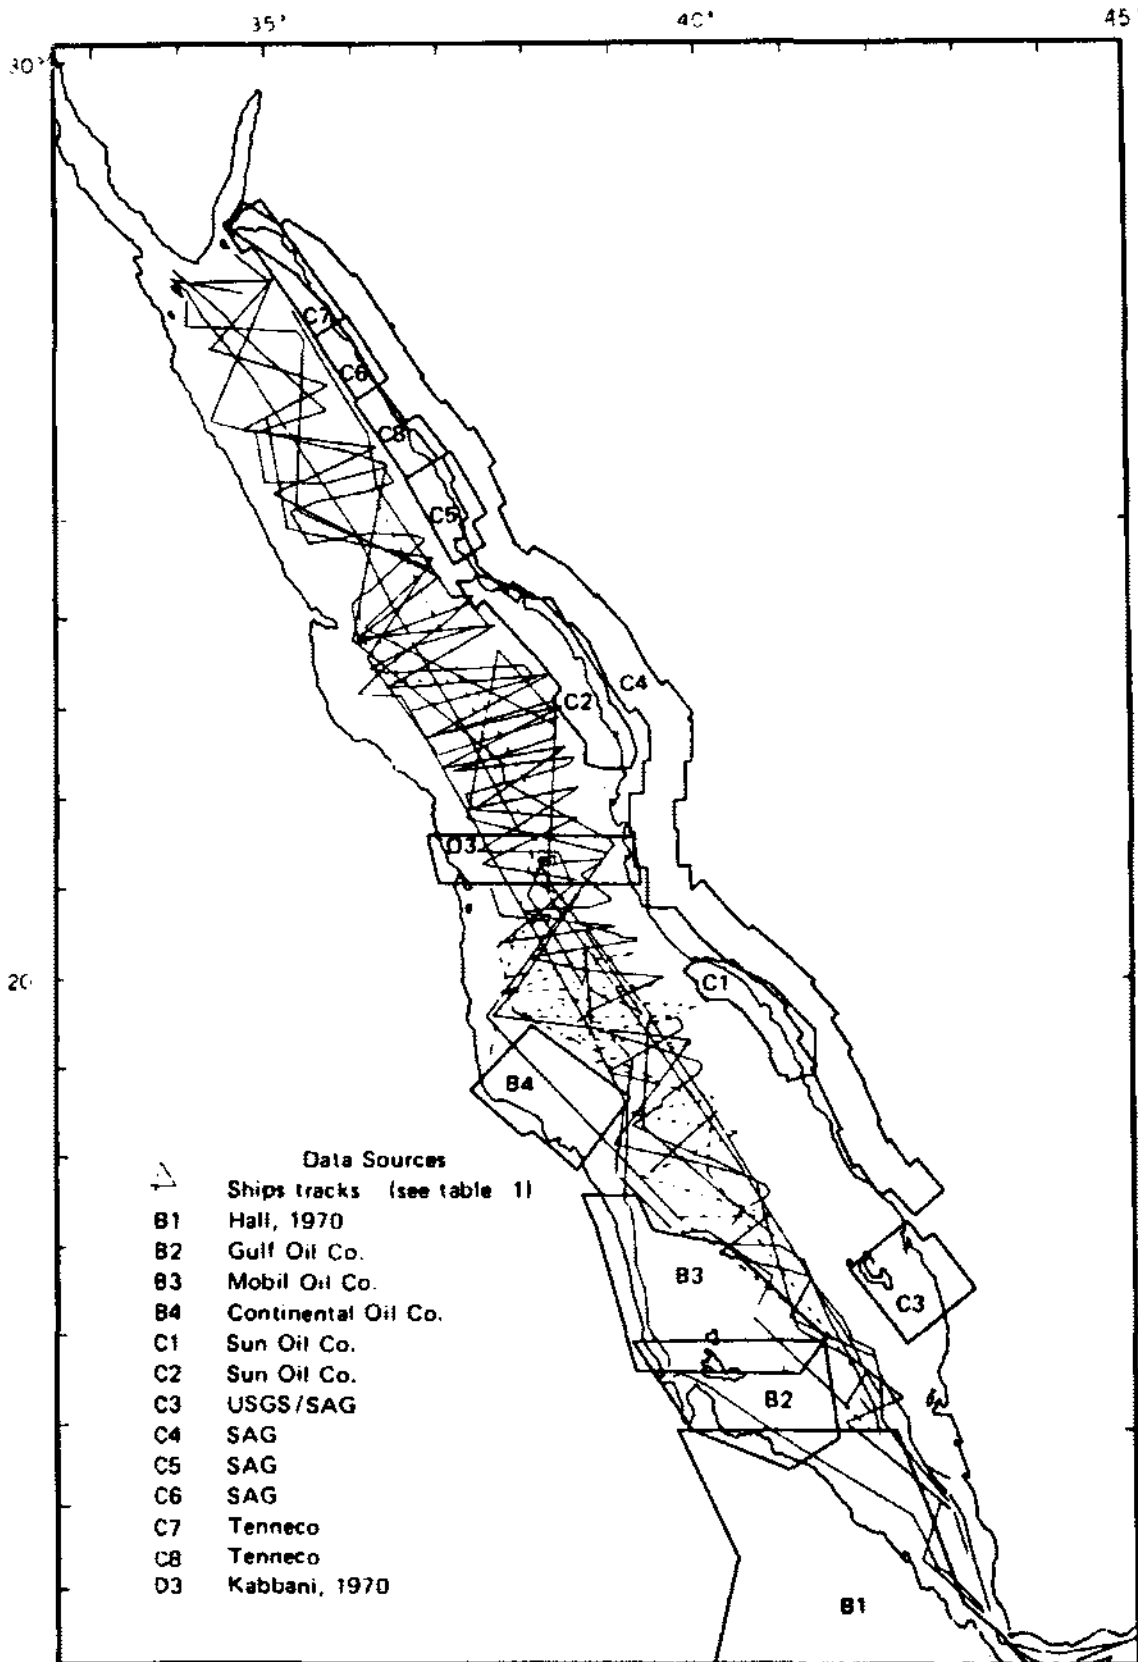 35°
40°
45°
30°
C7
C6
C8
C5
C4
C2
D3
20°
C1
B4
Data Sources
Ships tracks (see table 1)
B1 Hall, 1970
B2 Gulf Oil Co.
B3 Mobil Oil Co.
B4 Continental Oil Co.
C1 Sun Oil Co.
C2 Sun Oil Co.
C3 USGS/SAG
C4 SAG
C5 SAG
C6 SAG
C7 Tenneco
C8 Tenneco
D3 Kabbani, 1970
B3
C3
B2
B1